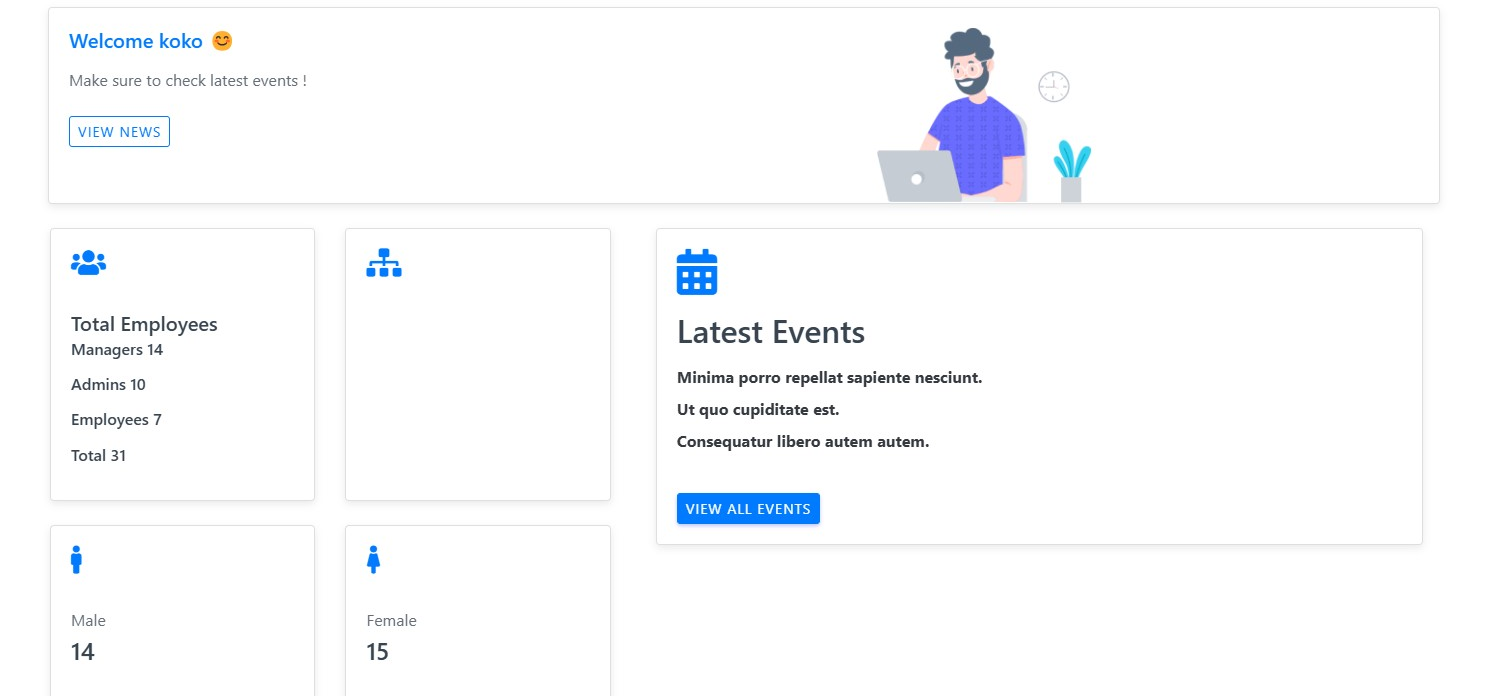 Welcome koko 😊
Make sure to check latest events !
VIEW NEWS
Total Employees
Managers 14
Admins 10
Employees 7
Total 31
Latest Events
Minima porro repellat sapiente nesciunt.
Ut quo cupiditate est.
Consequatur libero autem autem.
VIEW ALL EVENTS
Male
14
Female
15